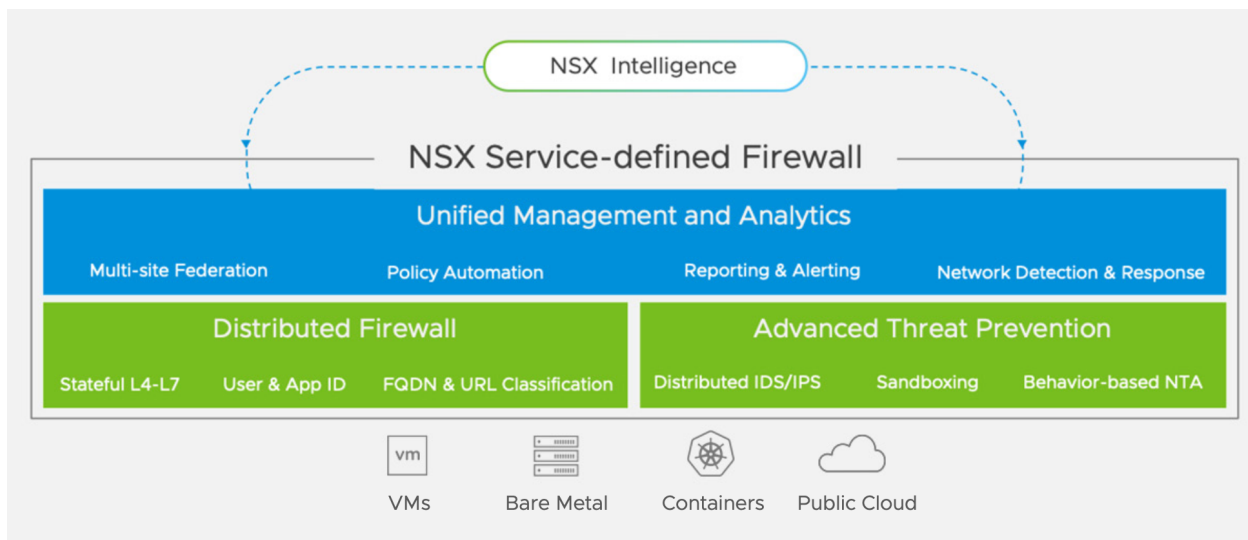 NSX Intelligence
NSX Service-defined Firewall
Unified Management and Analytics
Multi-site Federation Policy Automation Reporting & Alerting Network Detection & Response
Distributed Firewall
Stateful L4-L7 User & App ID FQDN & URL Classification
Advanced Threat Prevention
Distributed IDS/IPS Sandboxing Behavior-based NTA
vm
VMs Bare Metal Containers Public Cloud